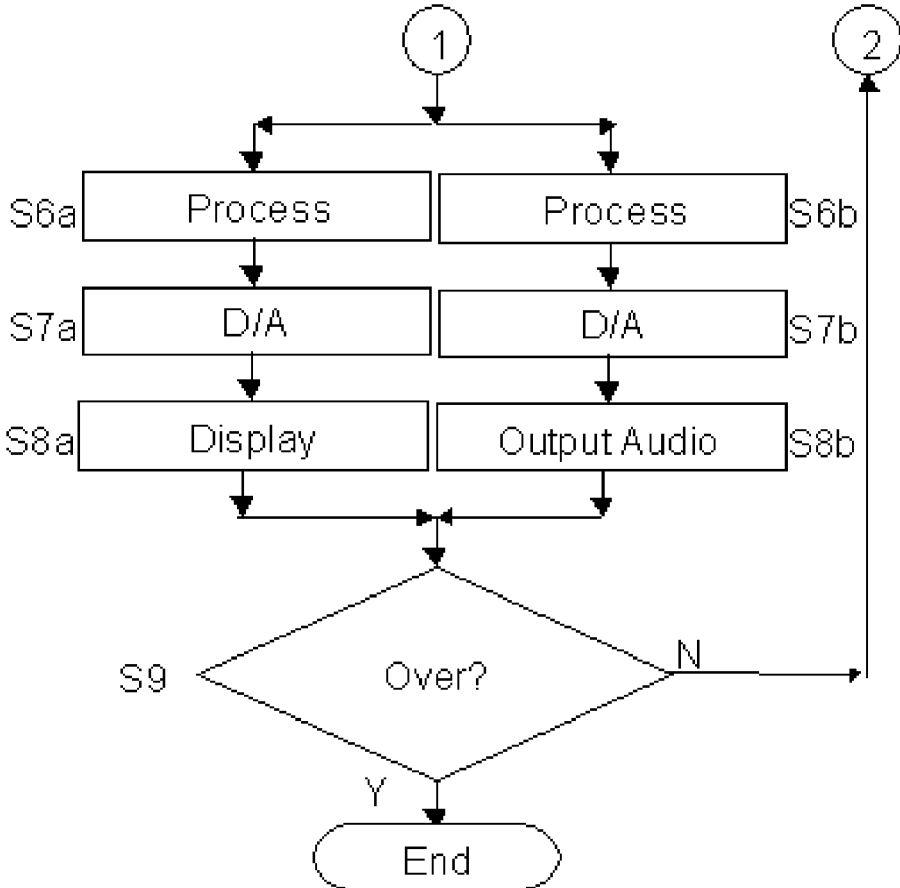 1
2
S6a
Process
Process
S6b
S7a
D/A
D/A
S7b
S8a
Display
Output Audio
S8b
S9
Over?
N
Y
End